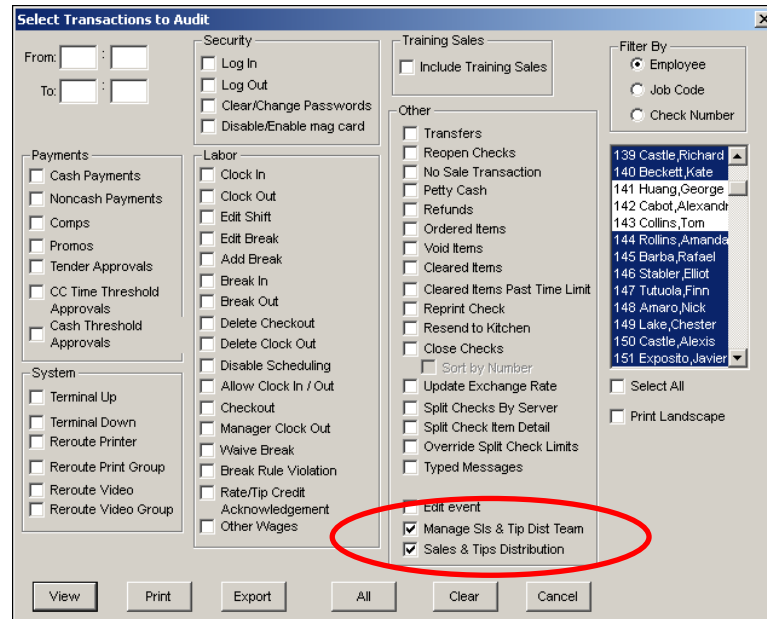 Select Transactions to Audit
From: :
To: :
Security
Log In
Log Out
Clear/Change Passwords
Disable/Enable mag card
Training Sales
Include Training Sales
Filter By
Employee
Job Code
Check Number
Payments
Cash Payments
Noncash Payments
Comps
Promos
Tender Approvals
CC Time Threshold
Approvals
Cash Threshold
Approvals
System
Terminal Up
Terminal Down
Reroute Printer
Reroute Print Group
Reroute Video
Reroute Video Group
Labor
Clock In
Clock Out
Edit Shift
Edit Break
Add Break
Break In
Break Out
Delete Checkout
Delete Clock Out
Disable Scheduling
Allow Clock In / Out
Checkout
Manager Clock Out
Waive Break
Break Rule Violation
Rate/Tip Credit
Acknowledgement
Other Wages
Other
Transfers
Reopen Checks
No Sale Transaction
Petty Cash
Refunds
Ordered Items
Void Items
Cleared Items
Cleared Items Past Time Limit
Reprint Check
Resend to Kitchen
Close Checks
Sort by Number
Update Exchange Rate
Split Checks By Server
Split Check Item Detail
Override Split Check Limits
Typed Messages
Edit event
Manage Sls & Tip Dist Team
Sales & Tips Distribution
139 Castle,Richard
140 Beckett,Kate
141 Huang,George
142 Cabot,Alexandr
143 Collins,Tom
144 Rollins,Amanda
145 Barba,Rafael
146 Stabler,Elliot
147 Tutuola,Finn
148 Amaro,Nick
149 Lake,Chester
150 Castle,Alexis
151 Exposito,Javier
Select All
Print Landscape
View Print Export All Clear Cancel